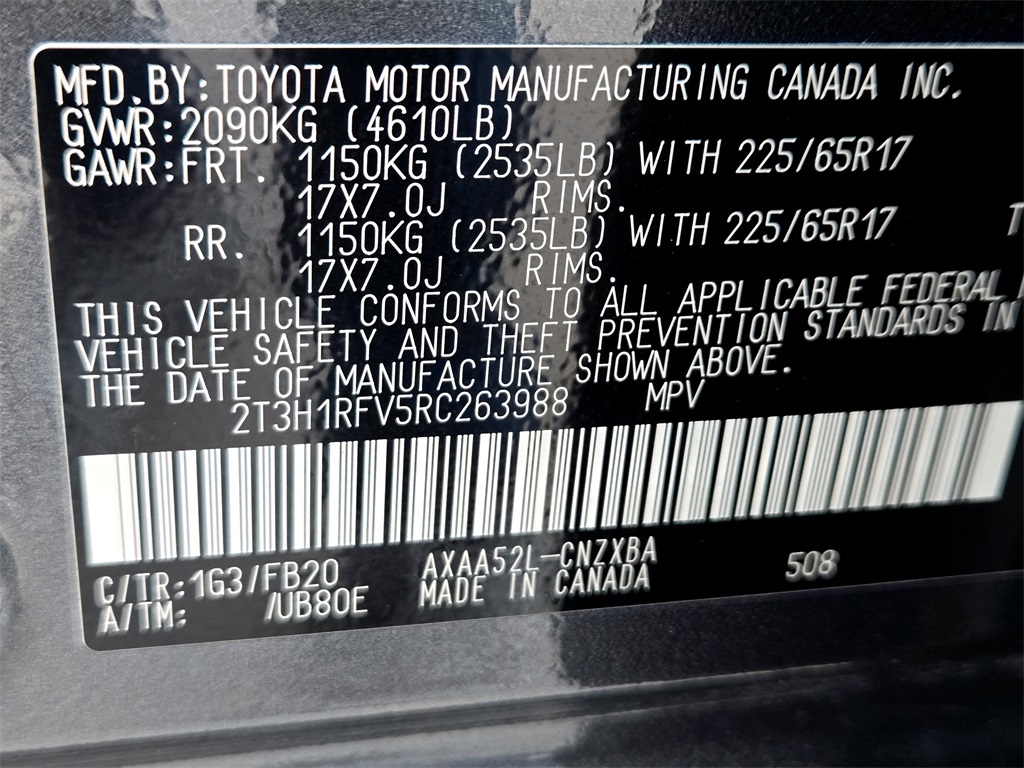 MFD.BY:TOYOTA MOTOR MANUFACTURING CANADA INC.
GVWR:2090KG (4610LB)
GAWR:FRT. 1150KG (2535LB) WITH 225/65R17
17X7.0J RIMS.
RR. 1150KG (2535LB) WITH 225/65R17
17X7.0J RIMS.
THIS VEHICLE CONFORMS TO ALL APPLICABLE FEDERAL
VEHICLE SAFETY AND THEFT PREVENTION STANDARDS IN
THE DATE OF MANUFACTURE SHOWN ABOVE.
2T3H1RFV5RC263988 MPV
C/TR:1G3/FB20 AXAA52L-CNZXBA 508
A/TM: /UB80E MADE IN CANADA